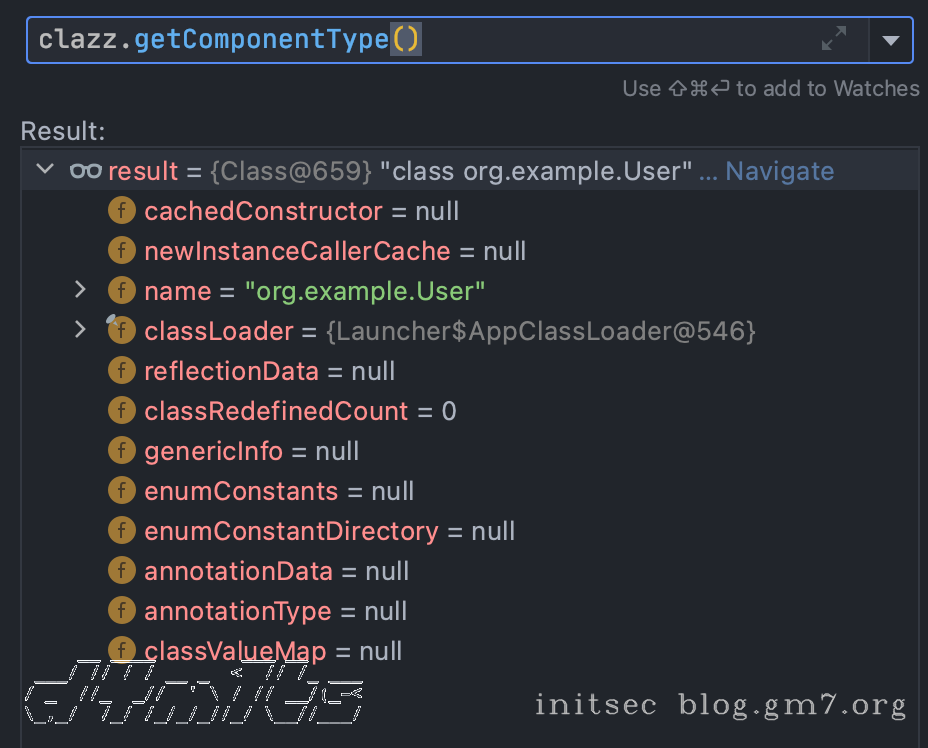 clazz.getComponentType()
Use ⇧⌘⏎ to add to Watches
Result:
result = {Class@659} "class org.example.User" ... Navigate
f cachedConstructor = null
f newInstanceCallerCache = null
f name = "org.example.User"
f classLoader = {Launcher$AppClassLoader@546}
f reflectionData = null
f classRedefinedCount = 0
f genericInfo = null
f enumConstants = null
f enumConstantDirectory = null
f annotationData = null
f annotationType = null
f classValueMap = null
initsec blog.gm7.org